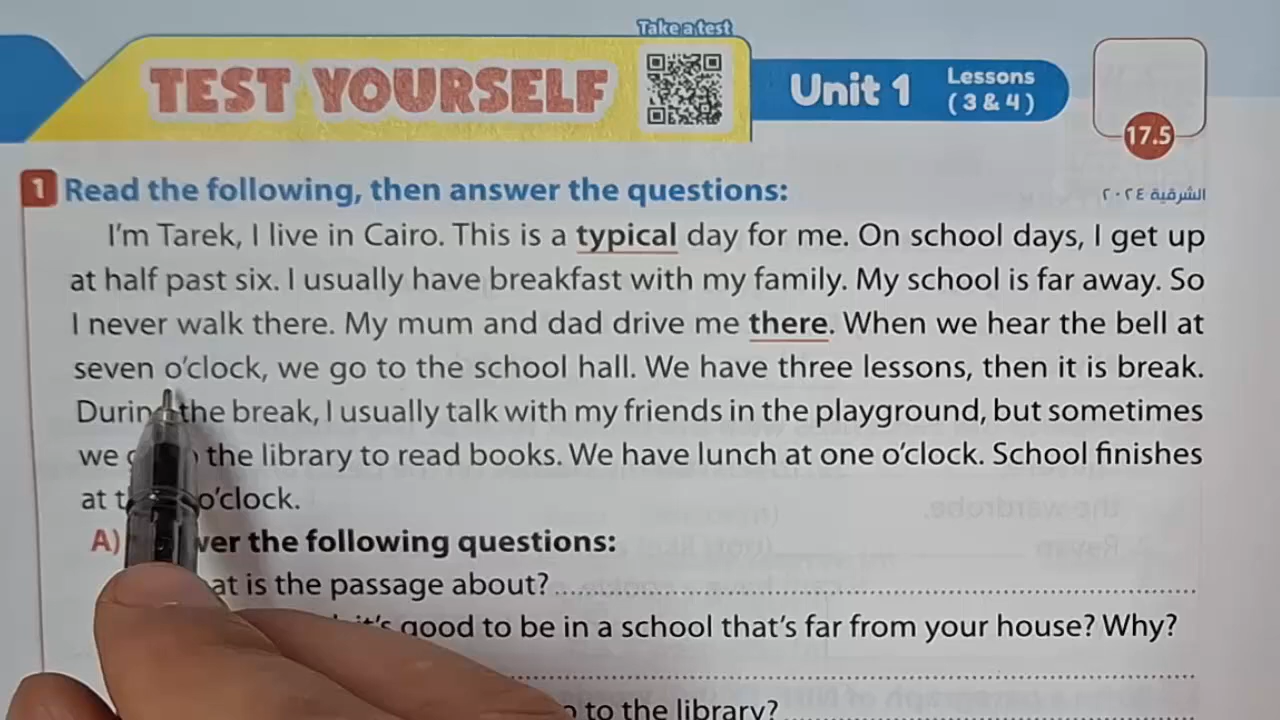 Take a test
TEST YOURSELF
Unit 1
Lessons
(3 & 4)
17.5
1 Read the following, then answer the questions:
الشرقية ٢٠٢٤
I'm Tarek, I live in Cairo. This is a typical day for me. On school days, I get up
at half past six. I usually have breakfast with my family. My school is far away. So
I never walk there. My mum and dad drive me there. When we hear the bell at
seven o'clock, we go to the school hall. We have three lessons, then it is break.
the break, I usually talk with my friends in the playground, but sometimes
we the library to read books. We have lunch at one o'clock. School finishes
at o'clock.
A) the following questions:
is the passage about?
good to be in a school that's far from your house? Why?
to the library?